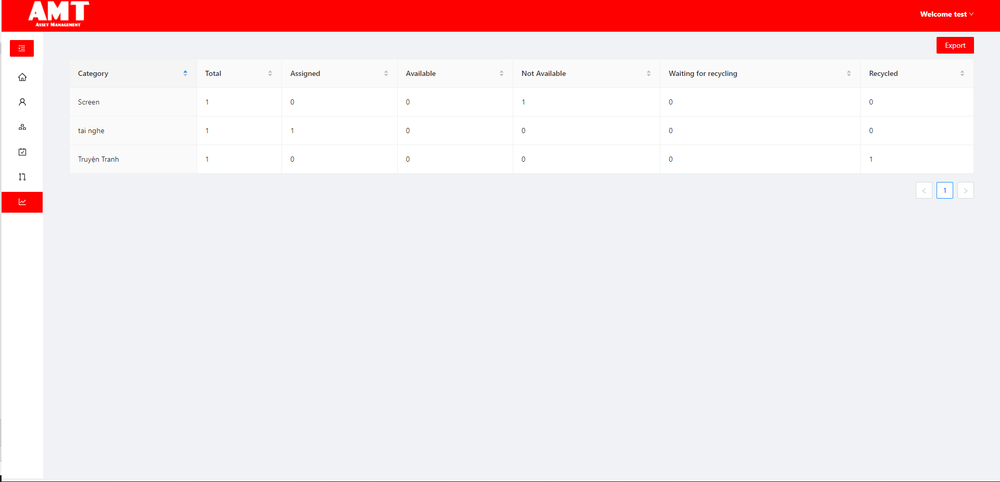 AMT
ASSET MANAGEMENT
Welcome test
Export
Category Total Assigned Available Not Available Waiting for recycling Recycled
Screen 1 0 0 1 0 0
tai nghe 1 1 0 0 0 0
Truyện Tranh 1 0 0 0 0 1
< 1 >